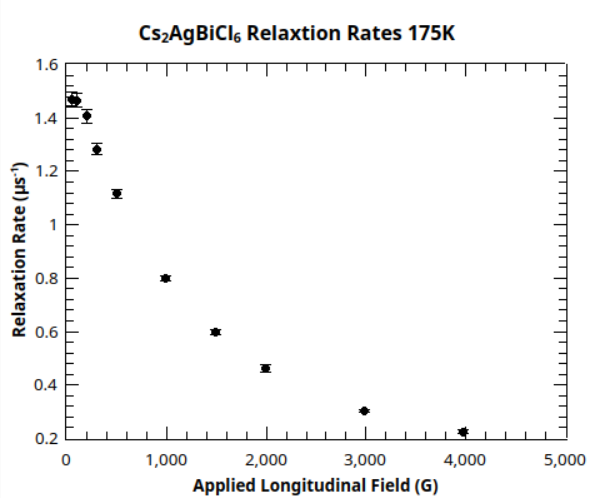 Cs₂AgBiCl₆ Relaxtion Rates 175K
1.6
1.4
1.2
1
0.8
0.6
0.4
0.2
Relaxation Rate (μs⁻¹)
0 1,000 2,000 3,000 4,000 5,000
Applied Longitudinal Field (G)